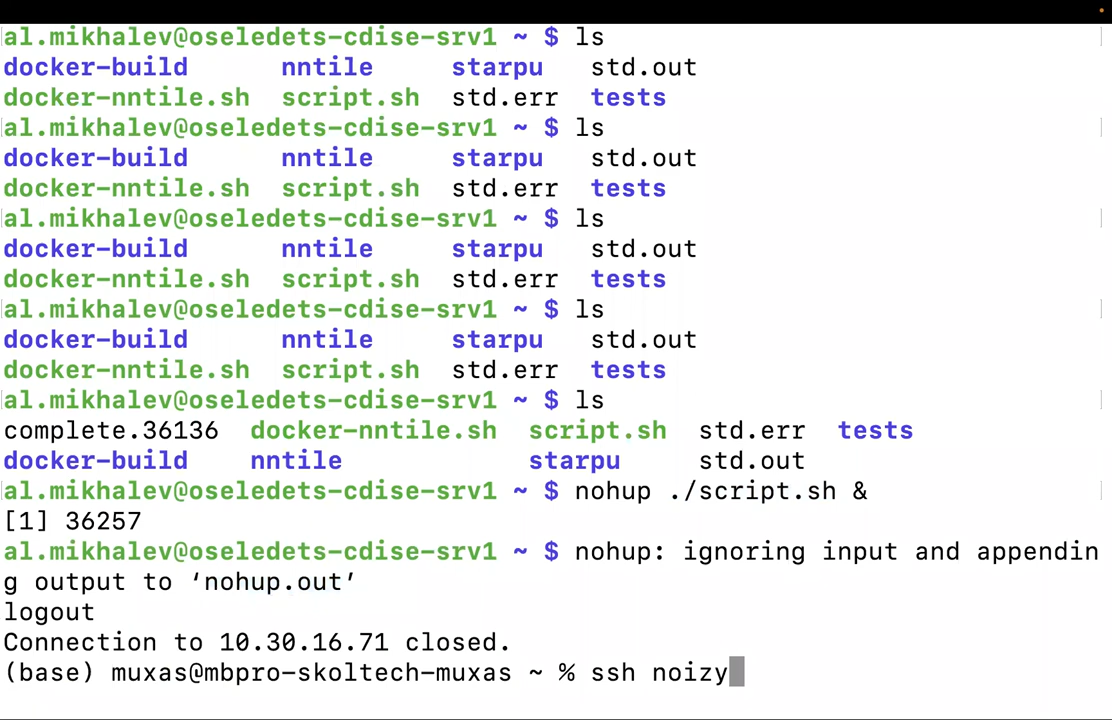 al.mikhalev@oseledets-cdise-srv1 ~ $ ls
docker-build nntile starpu std.out
docker-nntile.sh script.sh std.err tests
al.mikhalev@oseledets-cdise-srv1 ~ $ ls
docker-build nntile starpu std.out
docker-nntile.sh script.sh std.err tests
al.mikhalev@oseledets-cdise-srv1 ~ $ ls
docker-build nntile starpu std.out
docker-nntile.sh script.sh std.err tests
al.mikhalev@oseledets-cdise-srv1 ~ $ ls
docker-build nntile starpu std.out
docker-nntile.sh script.sh std.err tests
al.mikhalev@oseledets-cdise-srv1 ~ $ ls
complete.36136 docker-nntile.sh script.sh std.err tests
docker-build nntile starpu std.out
al.mikhalev@oseledets-cdise-srv1 ~ $ nohup ./script.sh &
[1] 36257
al.mikhalev@oseledets-cdise-srv1 ~ $ nohup: ignoring input and appendin
g output to ‘nohup.out’
logout
Connection to 10.30.16.71 closed.
(base) muxas@mbpro-skoltech-muxas ~ % ssh noizy